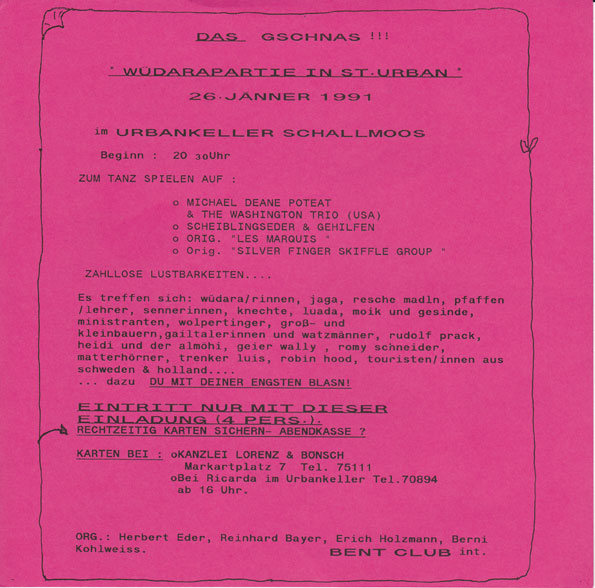 DAS GSCHNAS !!!
" WÜDARAPARTIE IN ST.URBAN "
26.JÄNNER 1991
im URBANKELLER SCHALLMOOS
Beginn : 20 30Uhr
ZUM TANZ SPIELEN AUF :
o MICHAEL DEANE POTEAT
& THE WASHINGTON TRIO (USA)
o SCHEIBLINGSEDER & GEHILFEN
o ORIG. "LES MARQUIS "
o Orig. "SILVER FINGER SKIFFLE GROUP "
ZAHLLOSE LUSTBARKEITEN....
Es treffen sich: wüdara/rinnen, jaga, resche madln, pfaffen
/lehrer, sennerinnen, knechte, luada, moik und gesinde,
ministranten, wolpertinger, groß- und
kleinbauern,gailtalerinnen und watzmänner, rudolf prack,
heidi und der almöhi, geier wally , romy schneider,
matterhörner, trenker luis, robin hood, touristen/innen aus
schweden & holland....
... dazu DU MIT DEINER ENGSTEN BLASN!
EINTRITT NUR MIT DIESER
EINLADUNG (4 PERS.).
RECHTZEITIG KARTEN SICHERN- ABENDKASSE ?
KARTEN BEI : oKANZLEI LORENZ & BONSCH
Markartplatz 7 Tel. 75111
oBei Ricarda im Urbankeller Tel.70894
ab 16 Uhr.
ORG.: Herbert Eder, Reinhard Bayer, Erich Holzmann, Berni
Kohlweiss. BENT CLUB int.